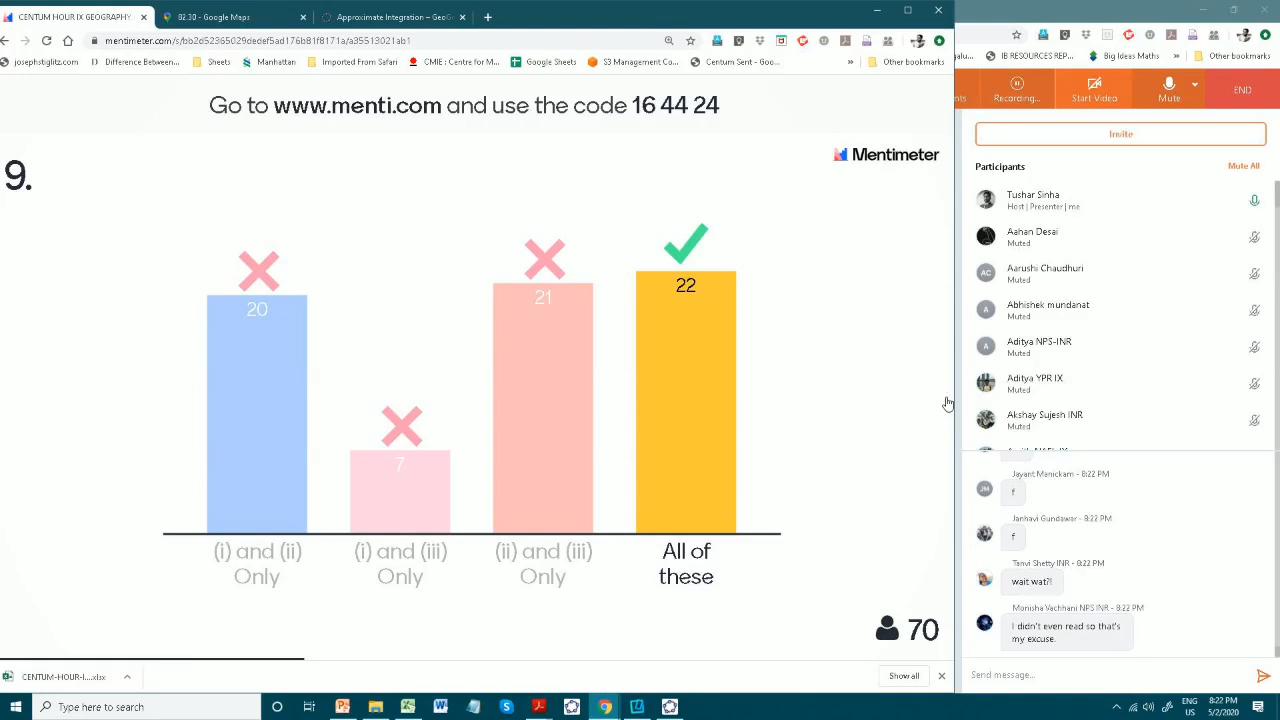 CENTUM HOUR IX GEOGRAPHY
82.30 - Google Maps
Approximate Integration – GeoG
mentimeter.com/s/bb2d52365029dedef5ad176b81f8171a/a35513021ab1
josephstiglitz.com
Difference Between...
Sheets
Manhattan
Imported From Safari
CMIE : Centre for M...
Google Sheets
S3 Management Co...
Centum Sent - Goo...
Other bookmarks
IB RESOURCES REP...
Big Ideas Maths
Other bookmarks
Go to www.menti.com and use the code 16 44 24
Mentimeter
9.
20
7
21
22
(i) and (ii)
Only
(i) and (iii)
Only
(ii) and (iii)
Only
All of
these
70
Recording...
Start Video
Mute
END
Invite
Participants
Mute All
Tushar Sinha
Host | Presenter | me
Aahan Desai
Muted
AC
Aarushi Chaudhuri
Muted
A
Abhishek mundanat
Muted
A
Aditya NPS-INR
Muted
Aditya YPR IX
Muted
Akshay Sujesh INR
Muted
Jayant Manickam - 8:22 PM
JM
f
Janhavi Gundawar - 8:22 PM
f
Tanvi Shetty INR - 8:22 PM
wait wat?!
Monisha Vachhani NPS INR - 8:22 PM
I didn't even read so that's
my excuse.
Send message...
CENTUM-HOUR-I....xlsx
Show all
Type here to search
ENG
US
8:22 PM
5/2/2020